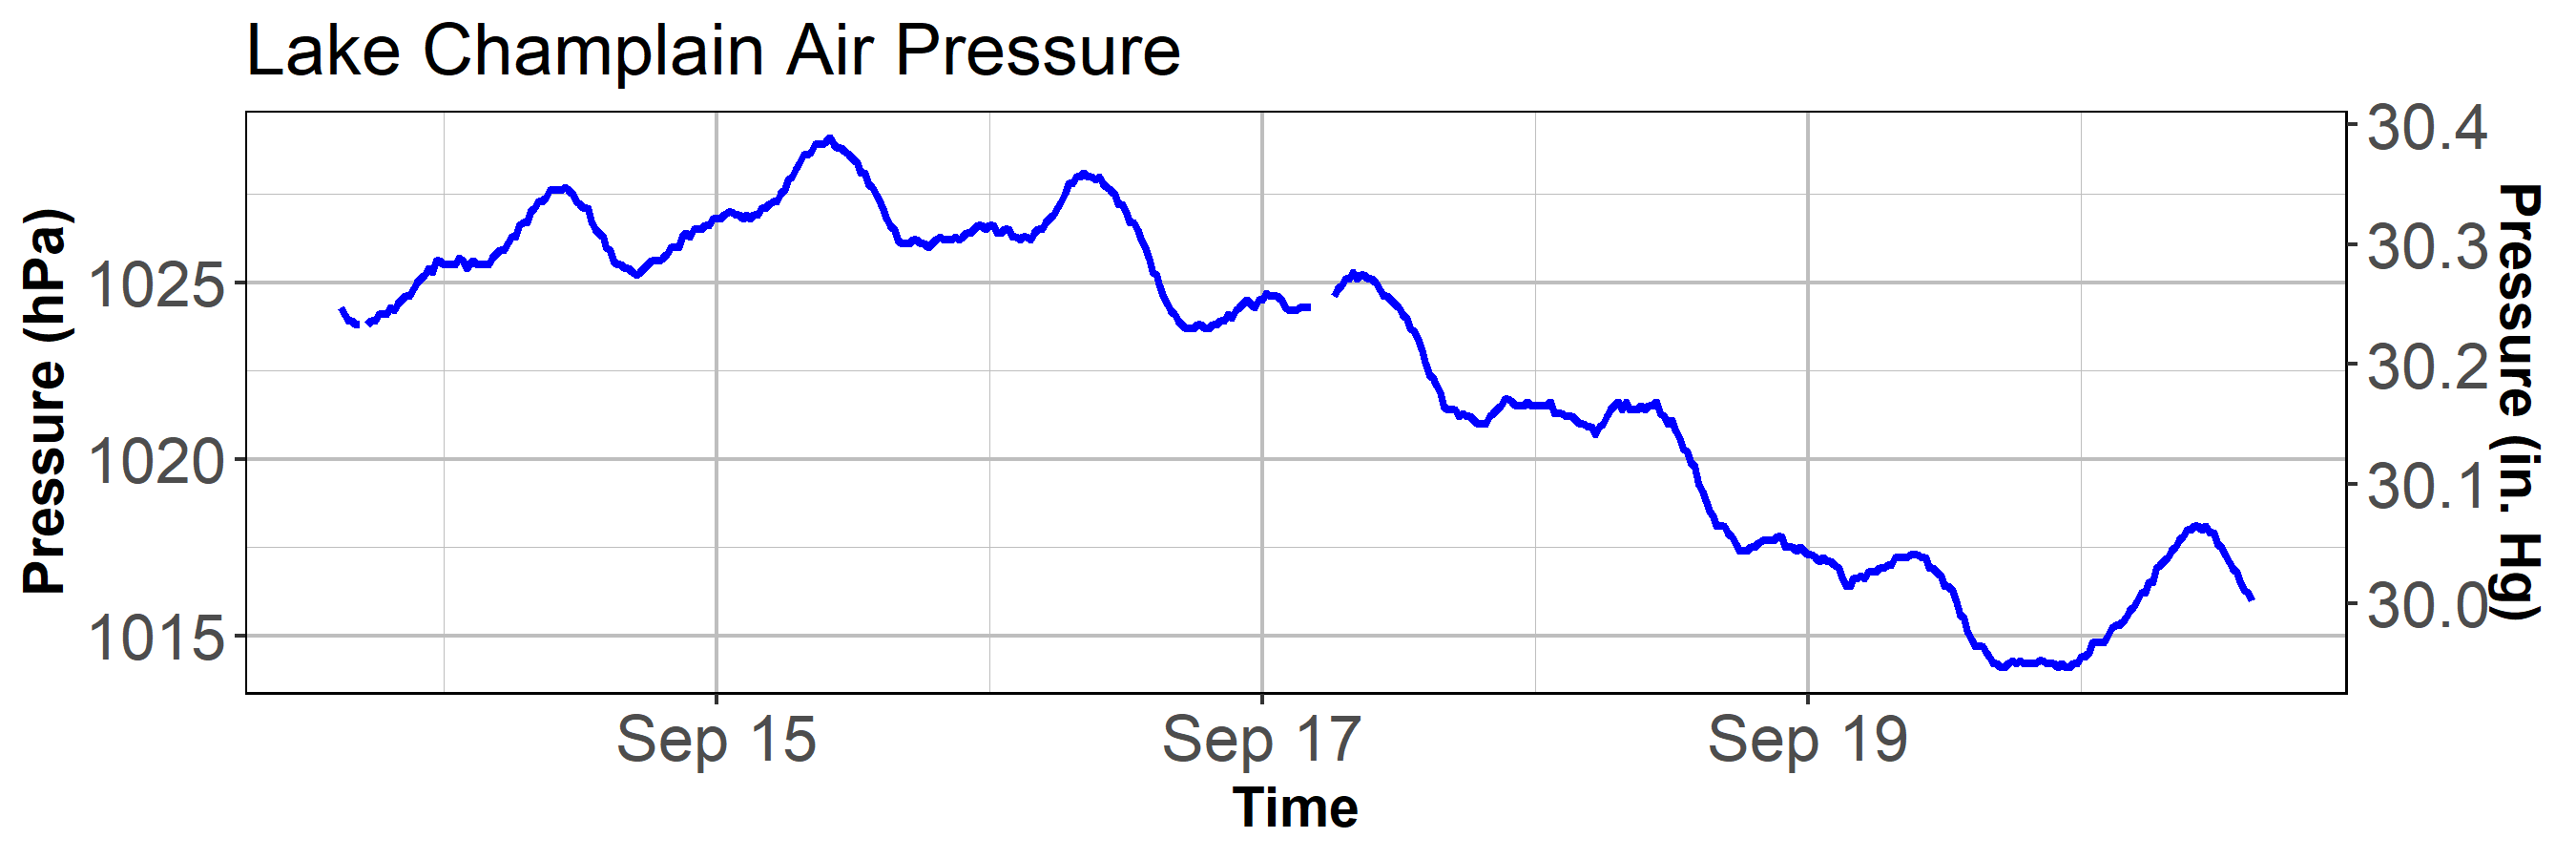 Lake Champlain Air Pressure
Pressure (hPa)
1025
1020
1015
30.4
30.3
30.2
30.1
30.0
Pressure (in. Hg)
Sep 15
Sep 17
Sep 19
Time